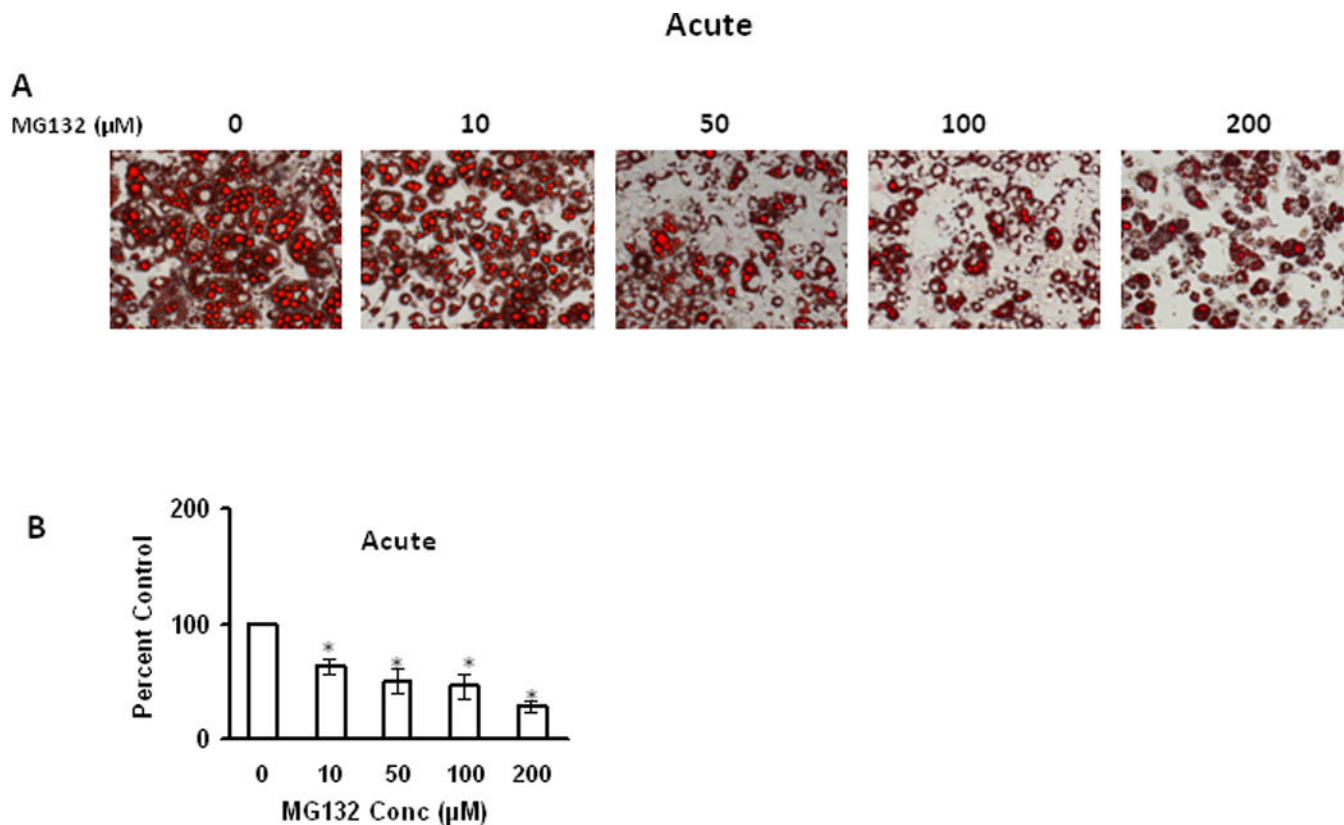 Acute
A
MG132 (µM) 0 10 50 100 200
B
Acute
Percent Control
200
100
0
* * * *
0 10 50 100 200
MG132 Conc (µM)